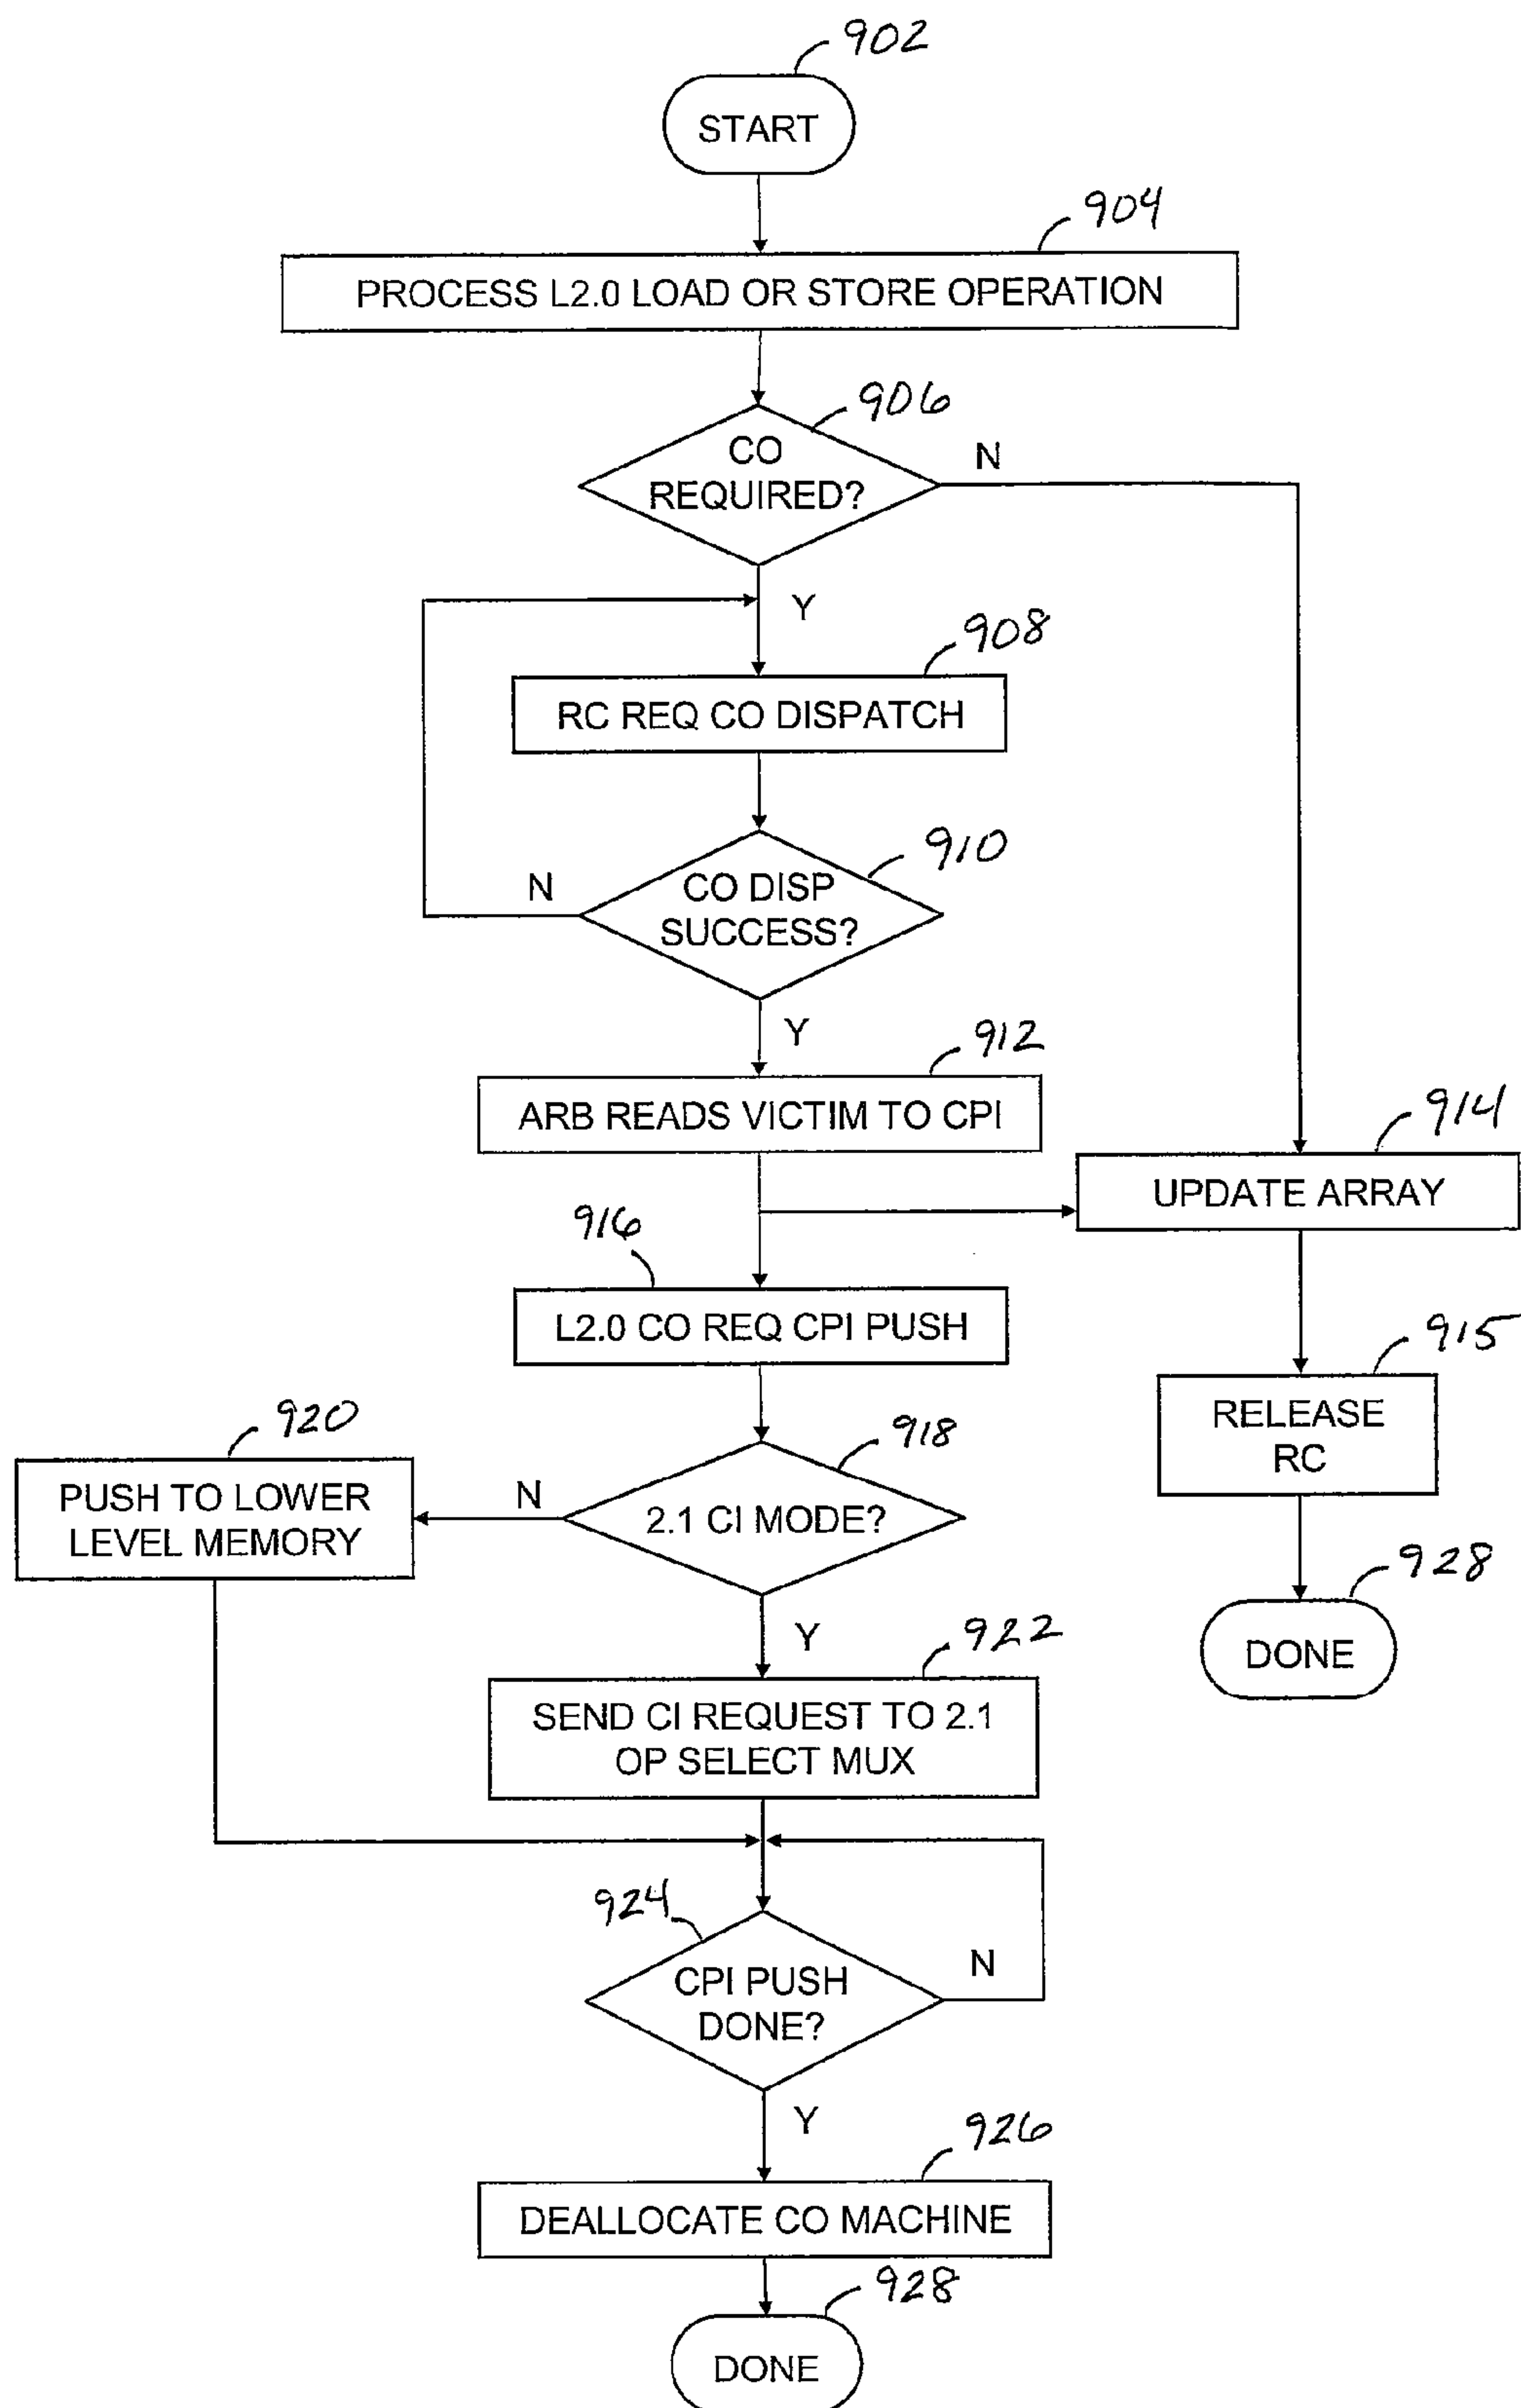 902
START
904
PROCESS L2.0 LOAD OR STORE OPERATION
906
CO
REQUIRED?
N
Y
908
RC REQ CO DISPATCH
910
CO DISP
SUCCESS?
N
Y
912
ARB READS VICTIM TO CPI
914
UPDATE ARRAY
916
L2.0 CO REQ CPI PUSH
915
RELEASE
RC
918
2.1 CI MODE?
N
920
PUSH TO LOWER
LEVEL MEMORY
Y
928
DONE
922
SEND CI REQUEST TO 2.1
OP SELECT MUX
924
CPI PUSH
DONE?
N
Y
926
DEALLOCATE CO MACHINE
928
DONE